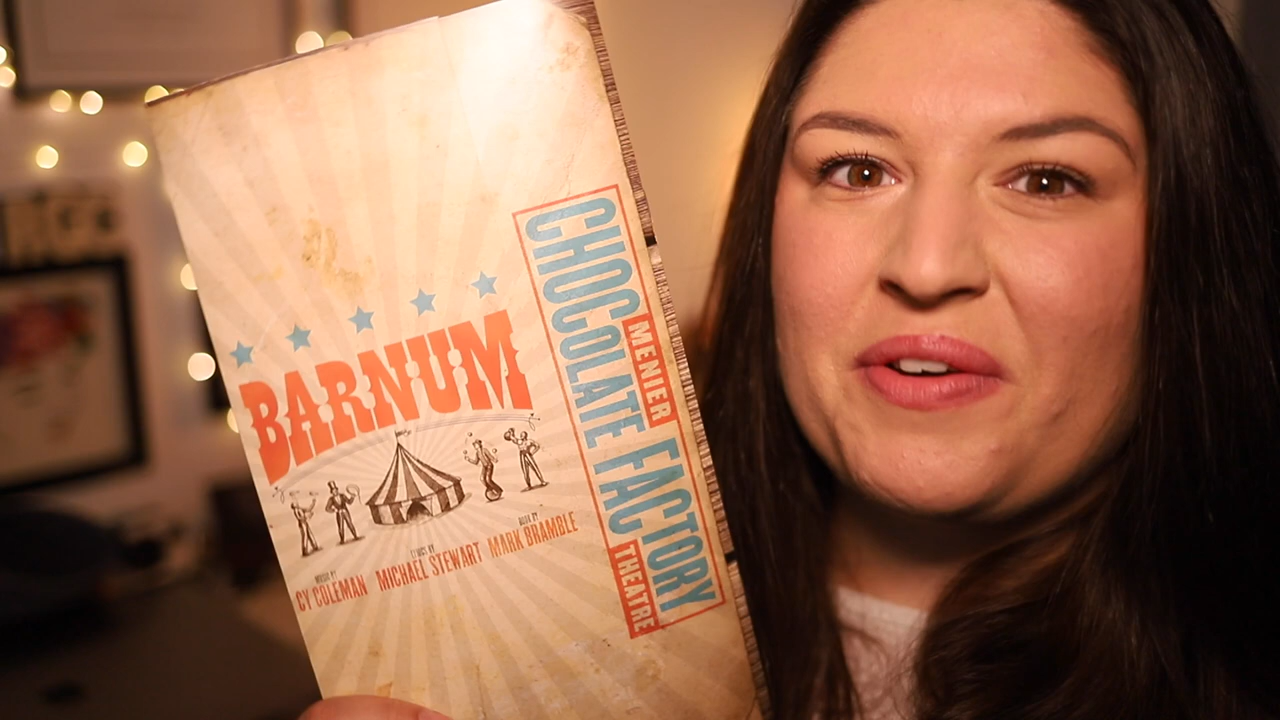 BARNUM
MUSIC BY
CY COLEMAN
LYRICS BY
MICHAEL STEWART
BOOK BY
MARK BRAMBLE
MENIER
CHOCOLATE FACTORY
THEATRE